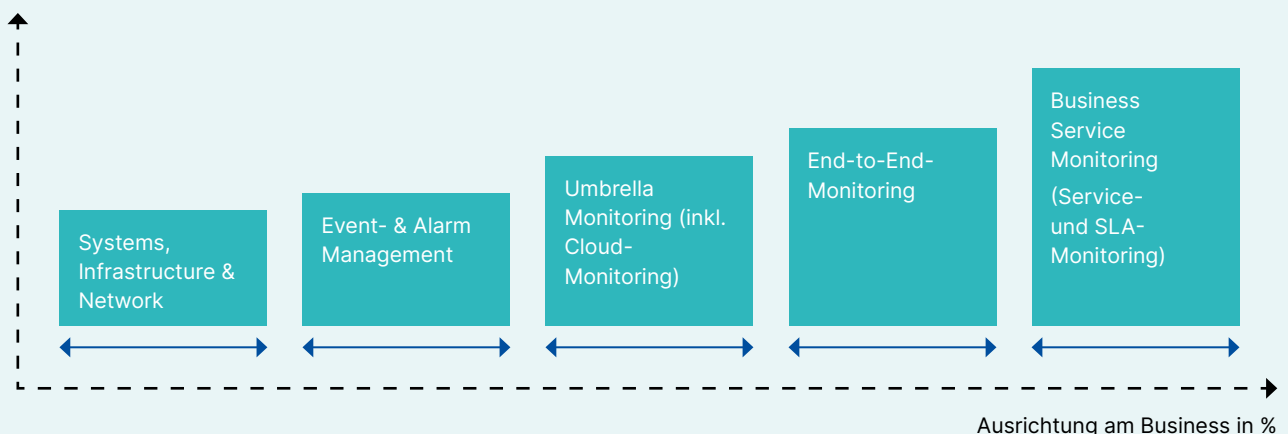 Systems,
Infrastructure &
Network
Event- & Alarm
Management
Umbrella
Monitoring (inkl.
Cloud-
Monitoring)
End-to-End-
Monitoring
Business
Service
Monitoring
(Service-
und SLA-
Monitoring)
Ausrichtung am Business in %